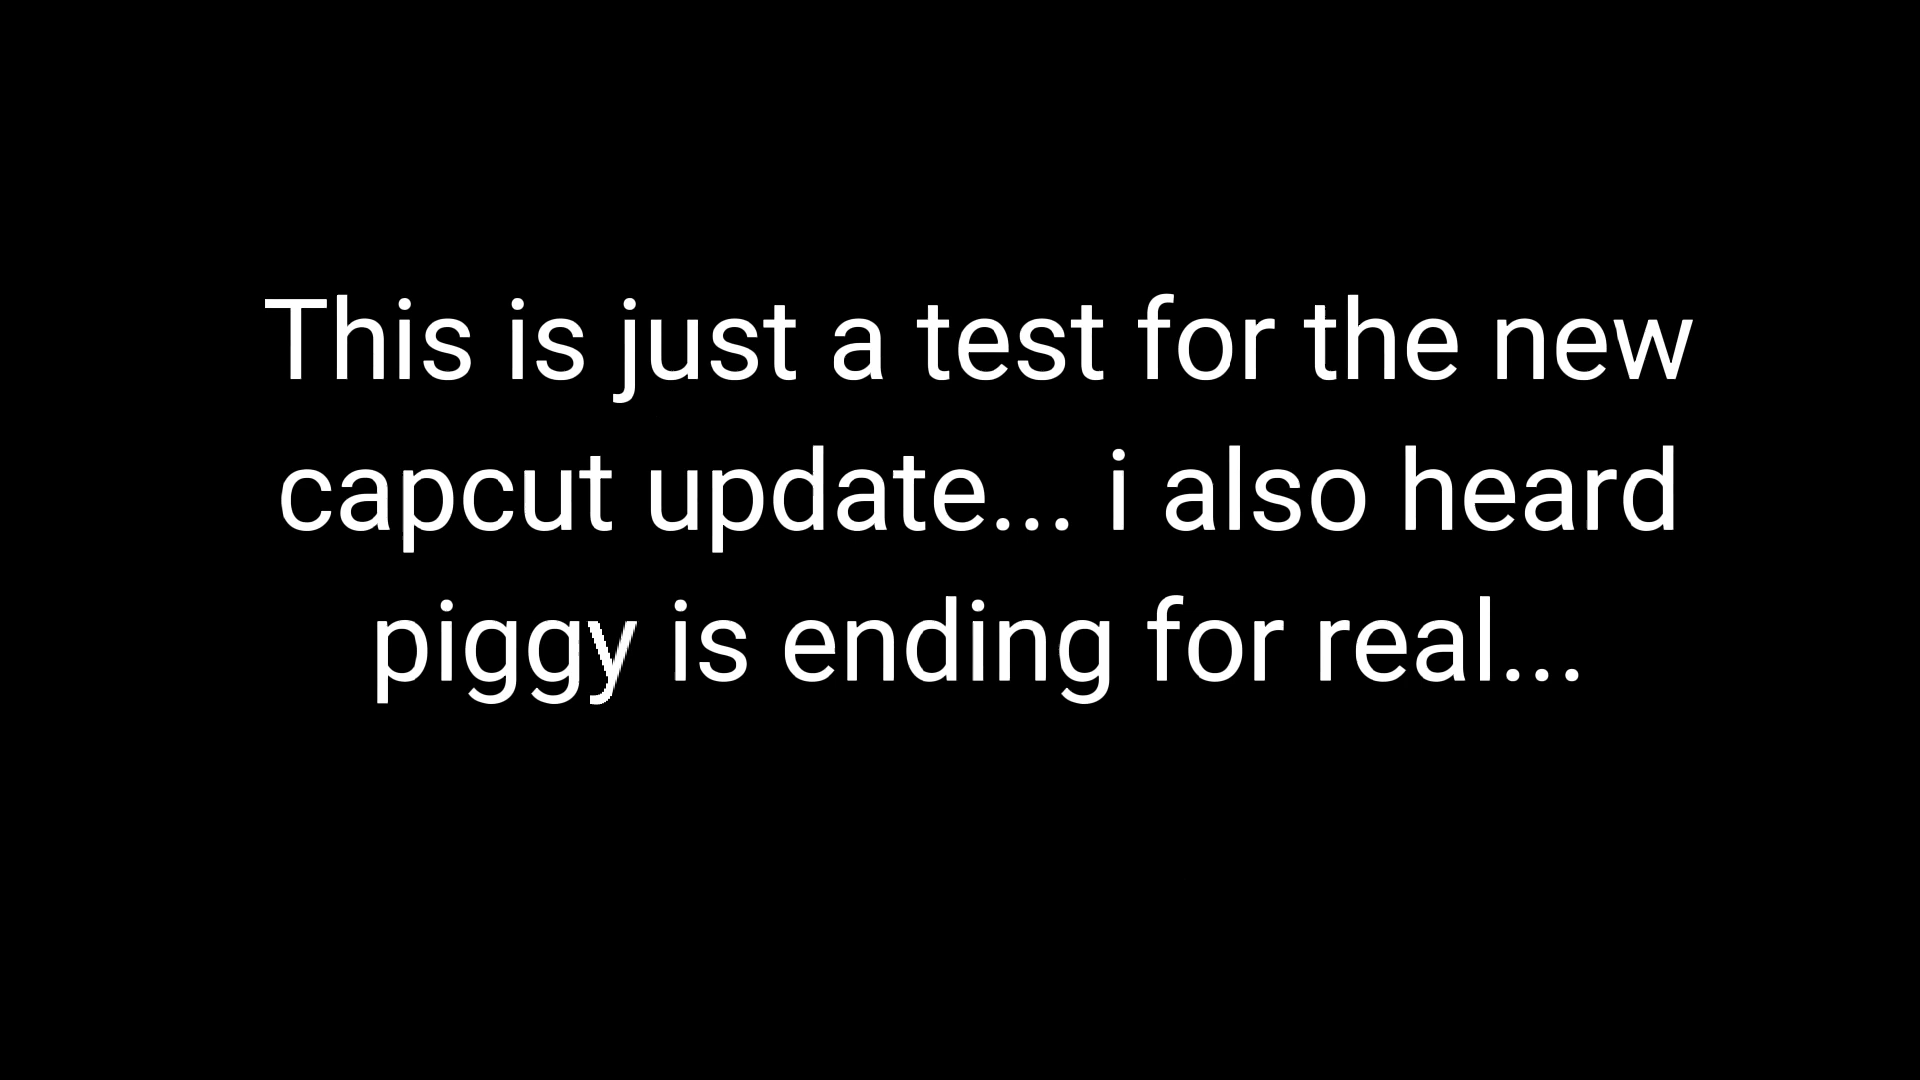 This is just a test for the new
capcut update... i also heard
piggy is ending for real...